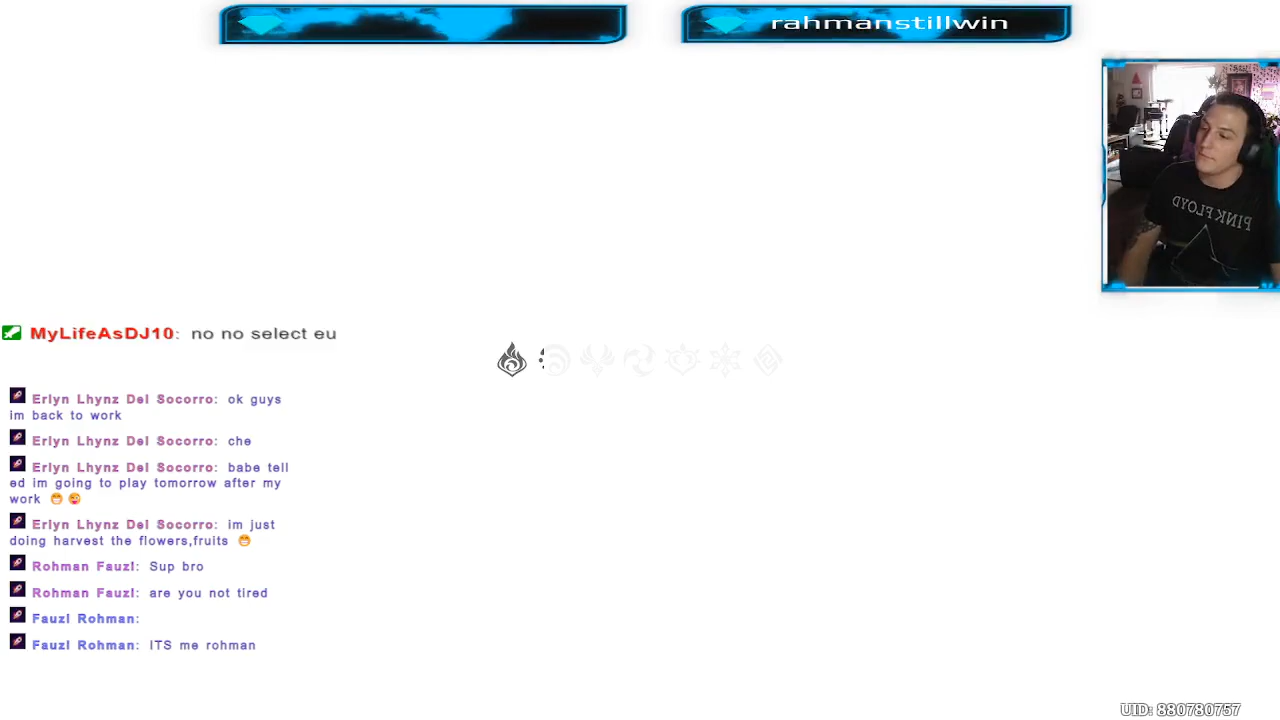 rahmanstillwin
PINK FLOYD
MyLifeAsDJ10: no no select eu
Erlyn Lhynz Del Socorro: ok guys
im back to work
Erlyn Lhynz Del Socorro: che
Erlyn Lhynz Del Socorro: babe tell
ed im going to play tomorrow after my
work 😁😜
Erlyn Lhynz Del Socorro: im just
doing harvest the flowers,fruits 😁
Rohman Fauzi: Sup bro
Rohman Fauzi: are you not tired
Fauzi Rohman:
Fauzi Rohman: ITS me rohman
UID: 880780757